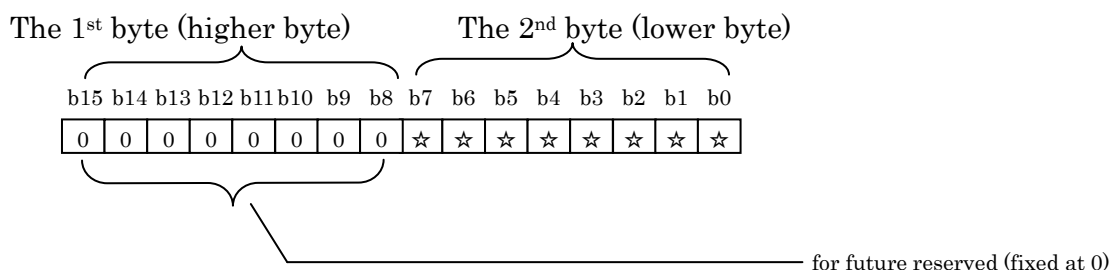 The 1st byte (higher byte) The 2nd byte (lower byte)
b15 b14 b13 b12 b11 b10 b9 b8 b7 b6 b5 b4 b3 b2 b1 b0
0 0 0 0 0 0 0 0 ☆ ☆ ☆ ☆ ☆ ☆ ☆ ☆
for future reserved (fixed at 0)